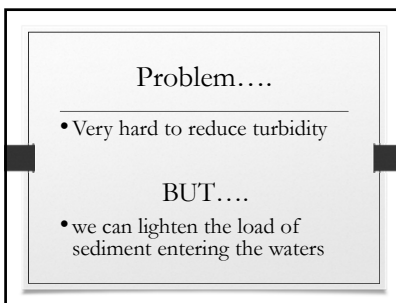 Problem….
•Very hard to reduce turbidity
BUT….
•we can lighten the load of
sediment entering the waters